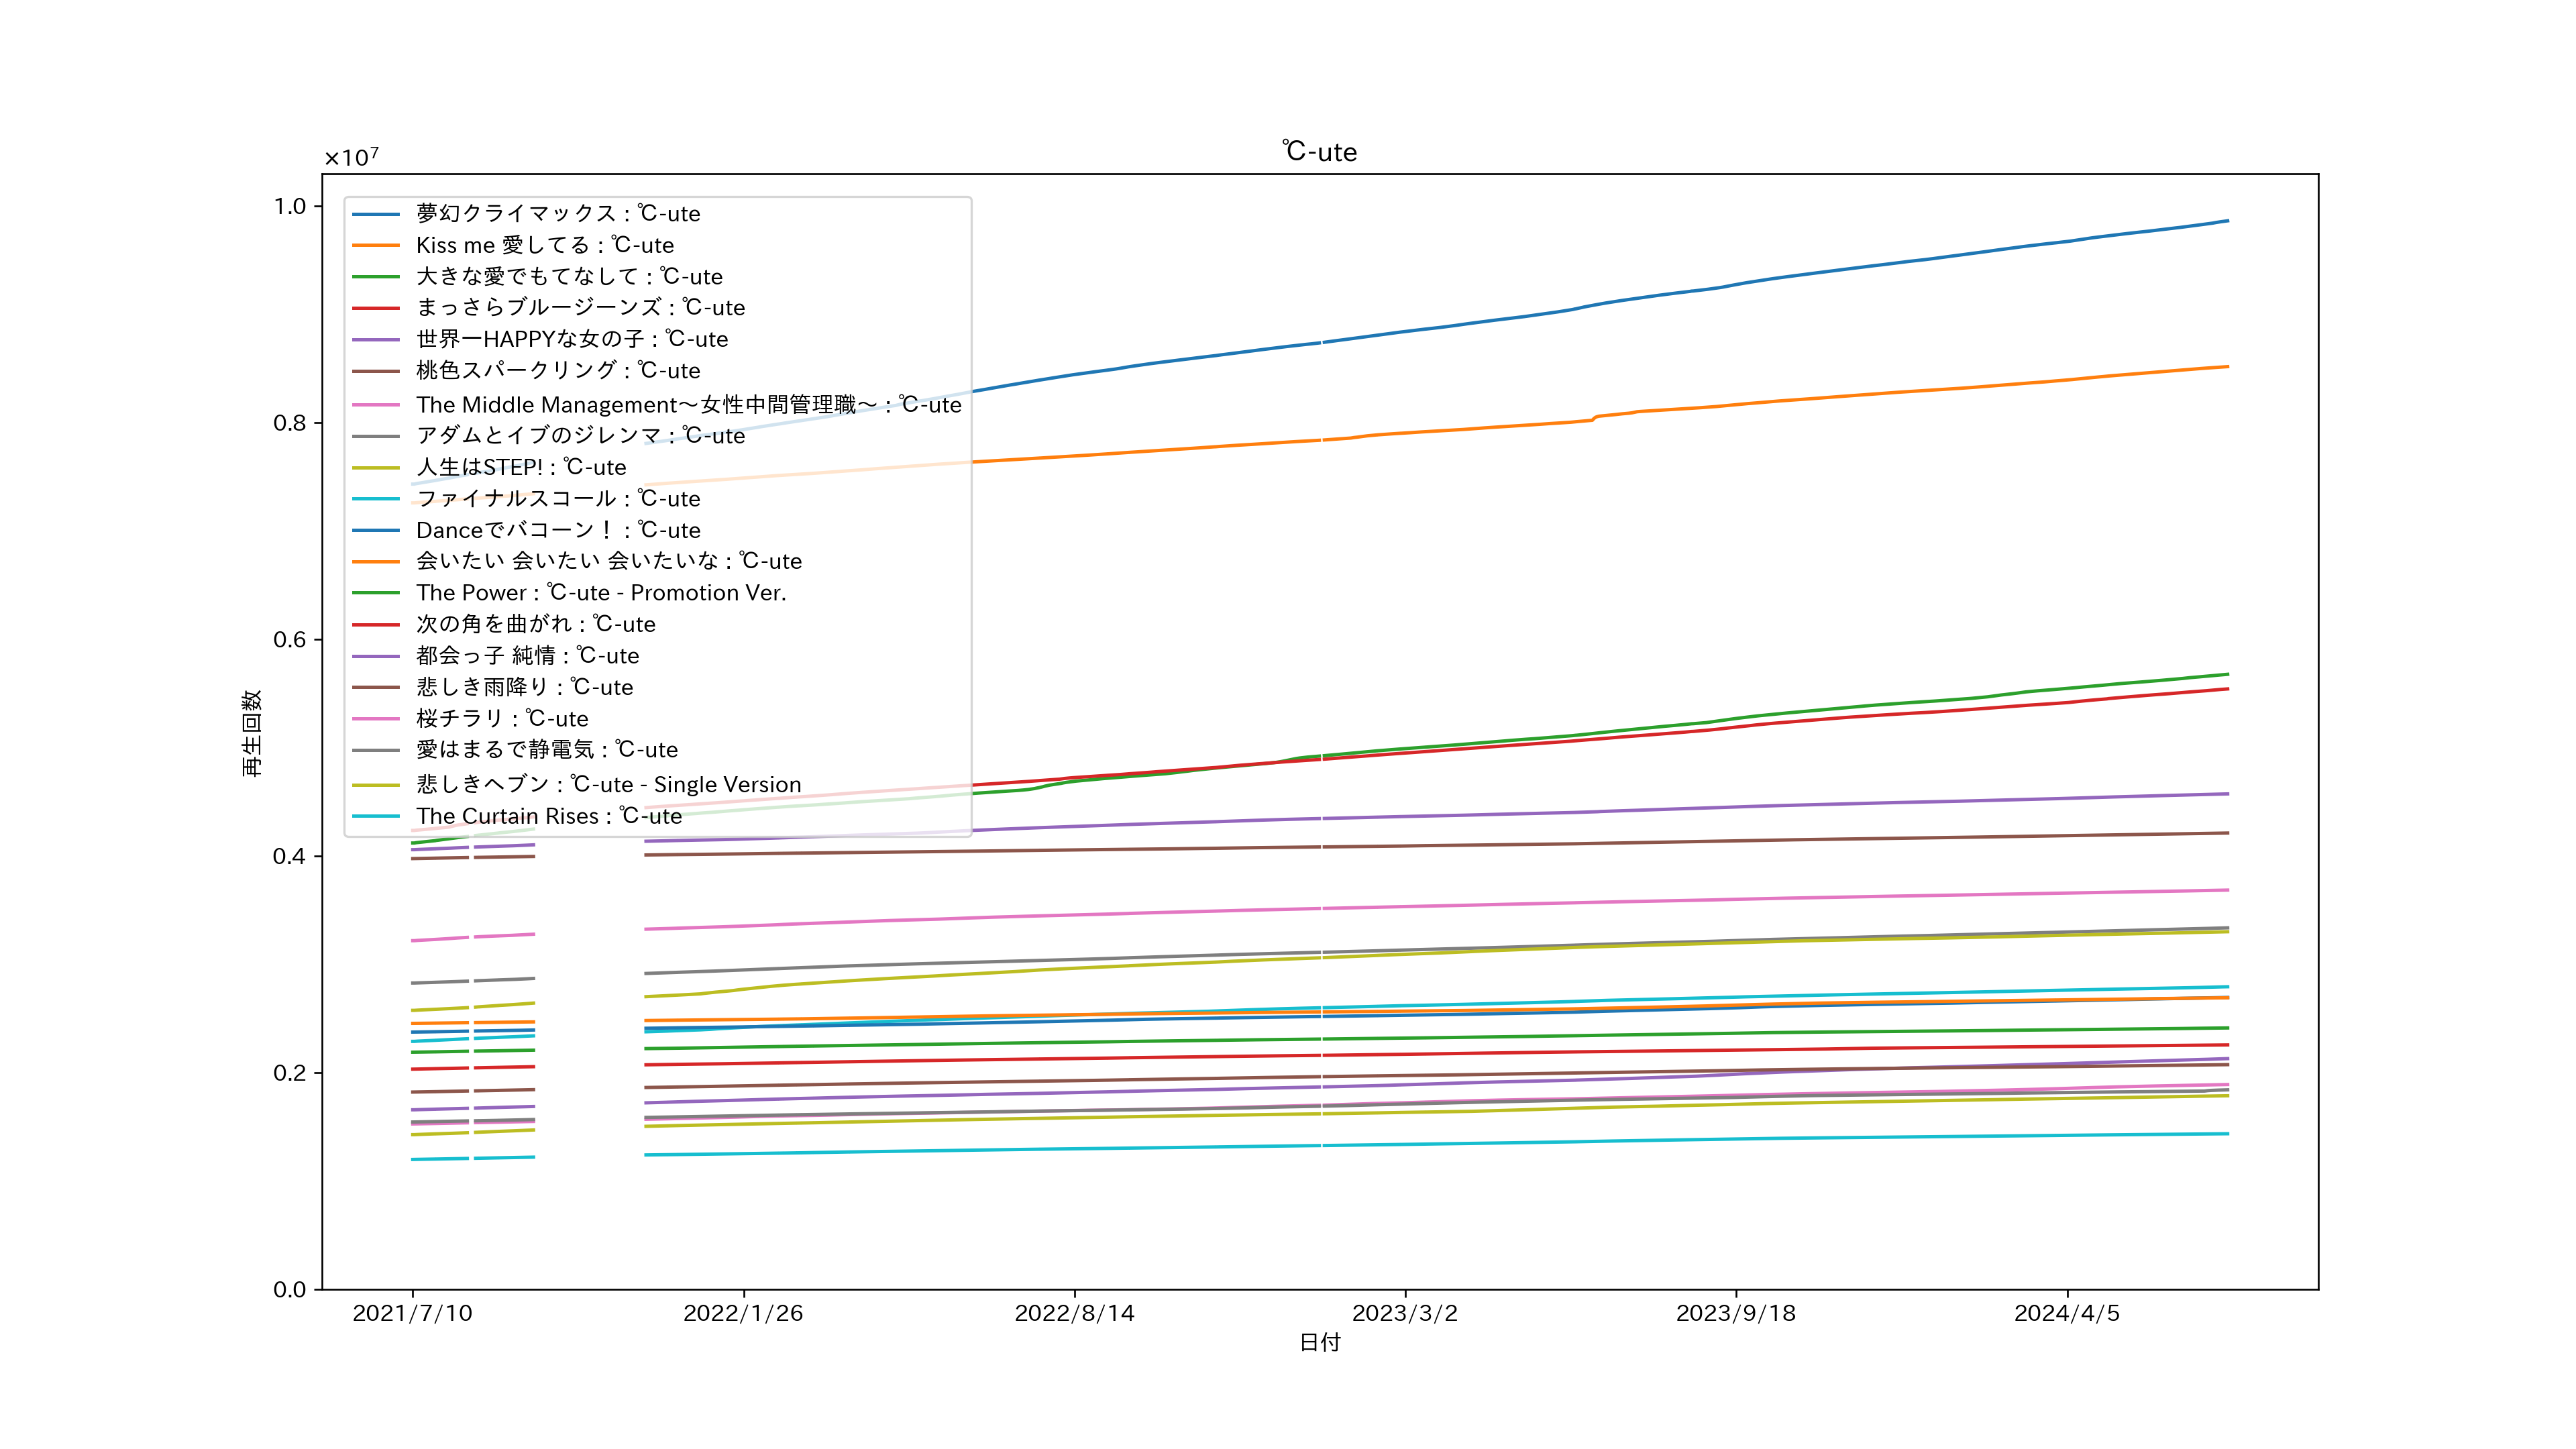 ℃-ute
×10⁷
1.0
0.8
0.6
0.4
0.2
0.0
再生回数
夢幻クライマックス : ℃-ute
Kiss me 愛してる : ℃-ute
大きな愛でもてなして : ℃-ute
まっさらブルージーンズ : ℃-ute
世界一HAPPYな女の子 : ℃-ute
桃色スパークリング : ℃-ute
The Middle Management〜女性中間管理職〜 : ℃-ute
アダムとイブのジレンマ : ℃-ute
人生はSTEP! : ℃-ute
ファイナルスコール : ℃-ute
Danceでバコーン！ : ℃-ute
会いたい 会いたい 会いたいな : ℃-ute
The Power : ℃-ute - Promotion Ver.
次の角を曲がれ : ℃-ute
都会っ子 純情 : ℃-ute
悲しき雨降り : ℃-ute
桜チラリ : ℃-ute
愛はまるで静電気 : ℃-ute
悲しきヘブン : ℃-ute - Single Version
The Curtain Rises : ℃-ute
2021/7/10 2022/1/26 2022/8/14 2023/3/2 2023/9/18 2024/4/5
日付